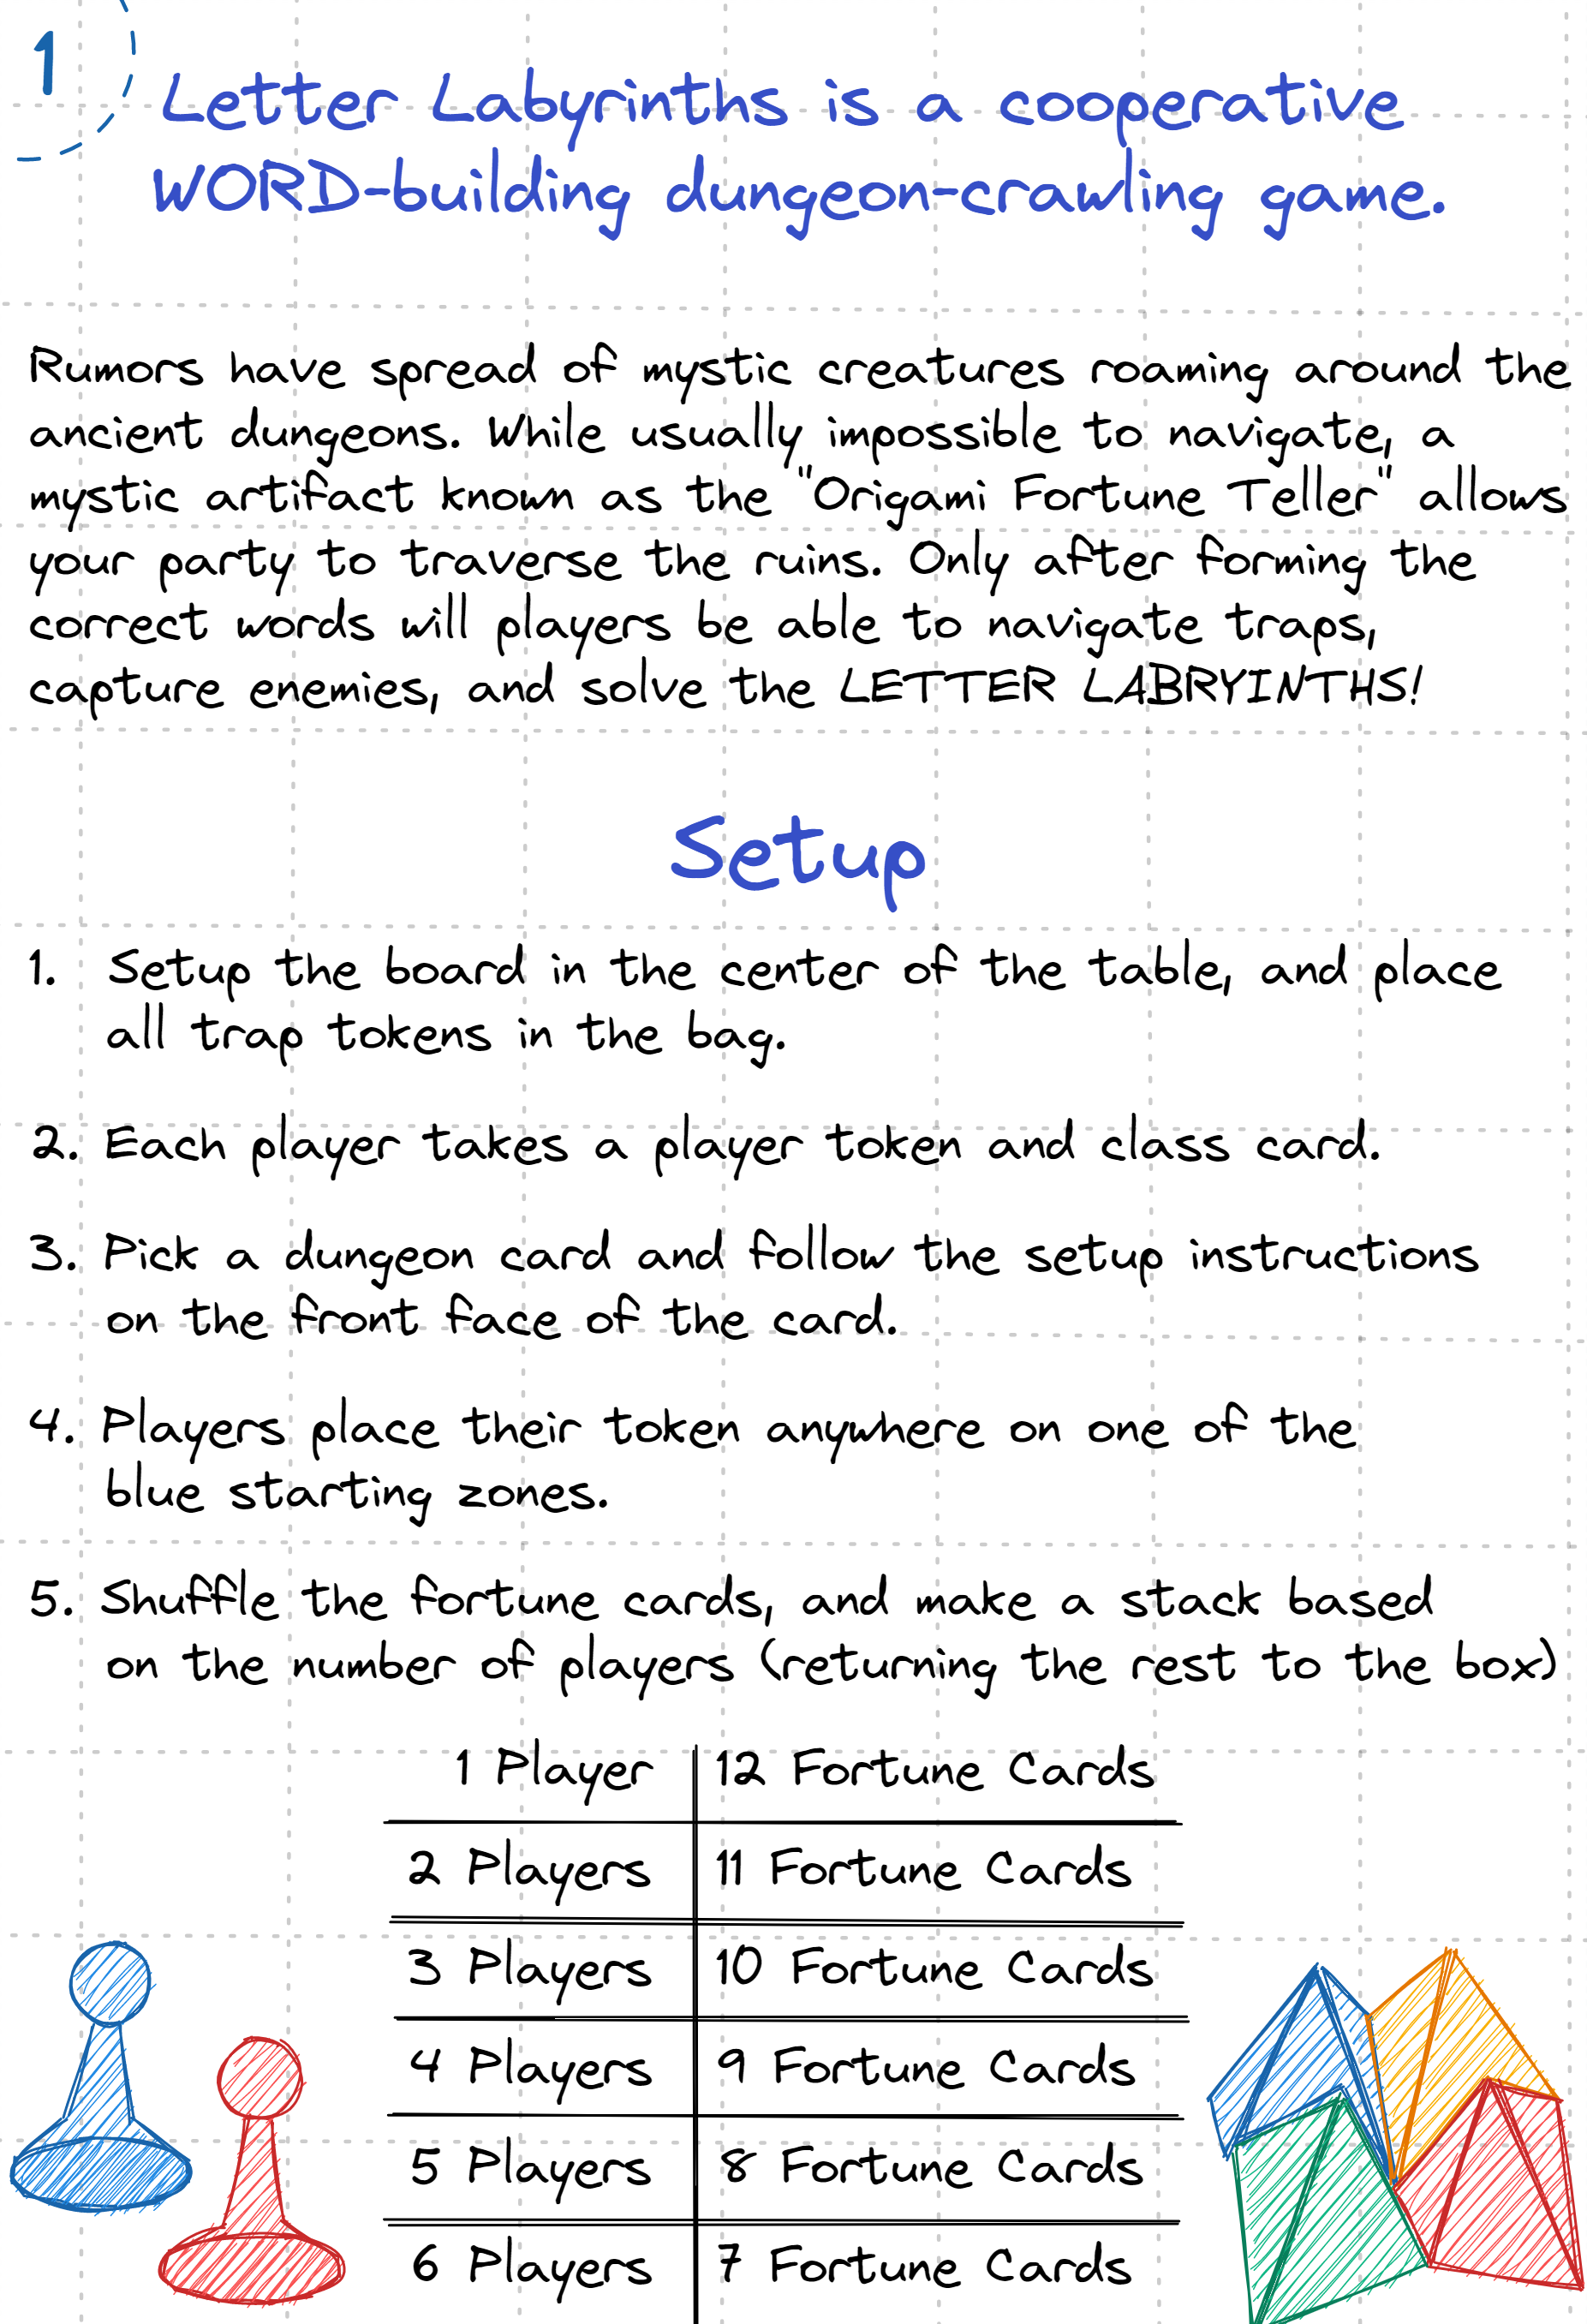 1
Letter Labyrinths is a cooperative
WORD-building dungeon-crawling game.
Rumors have spread of mystic creatures roaming around the
ancient dungeons. While usually impossible to navigate, a
mystic artifact known as the "Origami Fortune Teller" allows
your party to traverse the ruins. Only after forming the
correct words will players be able to navigate traps,
capture enemies, and solve the LETTER LABRYINTHS!
Setup
1. Setup the board in the center of the table, and place
all trap tokens in the bag.
2. Each player takes a player token and class card.
3. Pick a dungeon card and follow the setup instructions
on the front face of the card.
4. Players place their token anywhere on one of the
blue starting zones.
5. Shuffle the fortune cards, and make a stack based
on the number of players (returning the rest to the box)
1 Player 12 Fortune Cards
2 Players 11 Fortune Cards
3 Players 10 Fortune Cards
4 Players 9 Fortune Cards
5 Players 8 Fortune Cards
6 Players 7 Fortune Cards